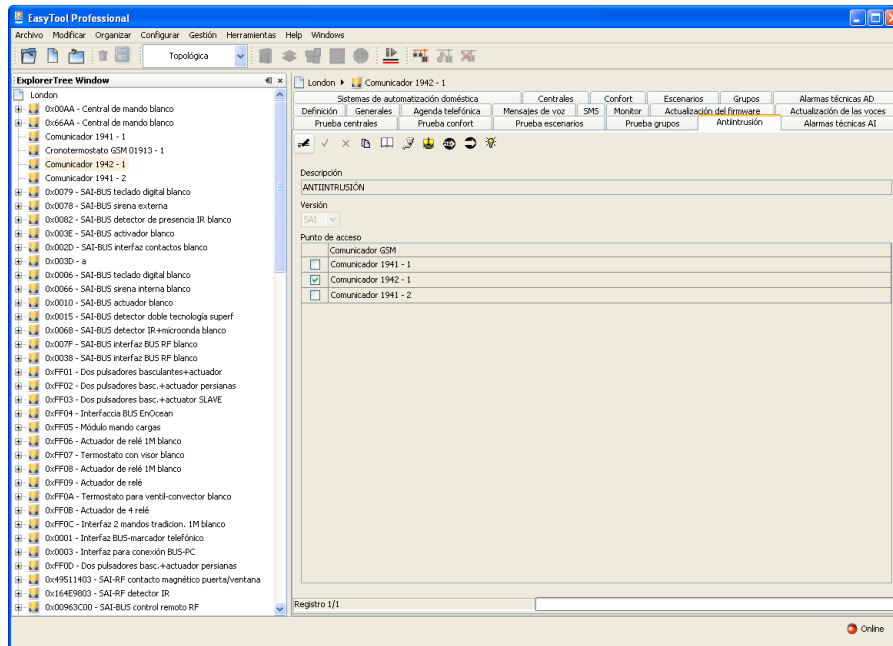 EasyTool Professional
Archivo Modificar Organizar Configurar Gestión Herramientas Help Windows
Topológica
ExplorerTree Window
London
0x00AA - Central de mando blanco
0x66AA - Central de mando blanco
Comunicador 1941 - 1
Cronotermostato GSM 01913 - 1
Comunicador 1942 - 1
Comunicador 1941 - 2
0x0079 - SAI-BUS teclado digital blanco
0x0078 - SAI-BUS sirena externa
0x0082 - SAI-BUS detector de presencia IR blanco
0x003E - SAI-BUS activador blanco
0x002D - SAI-BUS interfaz contactos blanco
0x003D - a
0x0006 - SAI-BUS teclado digital blanco
0x0066 - SAI-BUS sirena interna blanco
0x0010 - SAI-BUS actuador blanco
0x0015 - SAI-BUS detector doble tecnología superf
0x0068 - SAI-BUS detector IR+microonda blanco
0x007F - SAI-BUS interfaz BUS RF blanco
0x0038 - SAI-BUS interfaz BUS RF blanco
0xFF01 - Dos pulsadores basculantes+actuador
0xFF02 - Dos pulsadores basc.+actuador persianas
0xFF03 - Dos pulsadores basc.+actuator SLAVE
0xFF04 - Interfaccia BUS EnOcean
0xFF05 - Módulo mando cargas
0xFF06 - Actuador de relé 1M blanco
0xFF07 - Termostato con visor blanco
0xFF08 - Actuador de relé 1M blanco
0xFF09 - Actuador de relé
0xFF0A - Termostato para ventil-convector blanco
0xFF0B - Actuador de 4 relé
0xFF0C - Interfaz 2 mandos tradicion. 1M blanco
0x0001 - Interfaz BUS-marcador telefónico
0x0003 - Interfaz para conexión BUS-PC
0xFF0D - Dos pulsadores basc.+actuador persianas
0x49511403 - SAI-RF contacto magnético puerta/ventana
0x164E9803 - SAI-RF detector IR
0x00963C00 - SAI-BUS control remoto RF
London Comunicador 1942 - 1
Sistemas de automatización doméstica Centrales Confort Escenarios Grupos Alarmas técnicas AD
Definición Generales Agenda telefónica Mensajes de voz SMS Monitor Actualización del firmware Actualización de las voces
Prueba centrales Prueba confort Prueba escenarios Prueba grupos Antiintrusión Alarmas técnicas AI
Descripción
ANTIINTRUSIÓN
Versión
SAI
Punto de acceso
Comunicador GSM
Comunicador 1941 - 1
Comunicador 1942 - 1
Comunicador 1941 - 2
Registro 1/1
Online